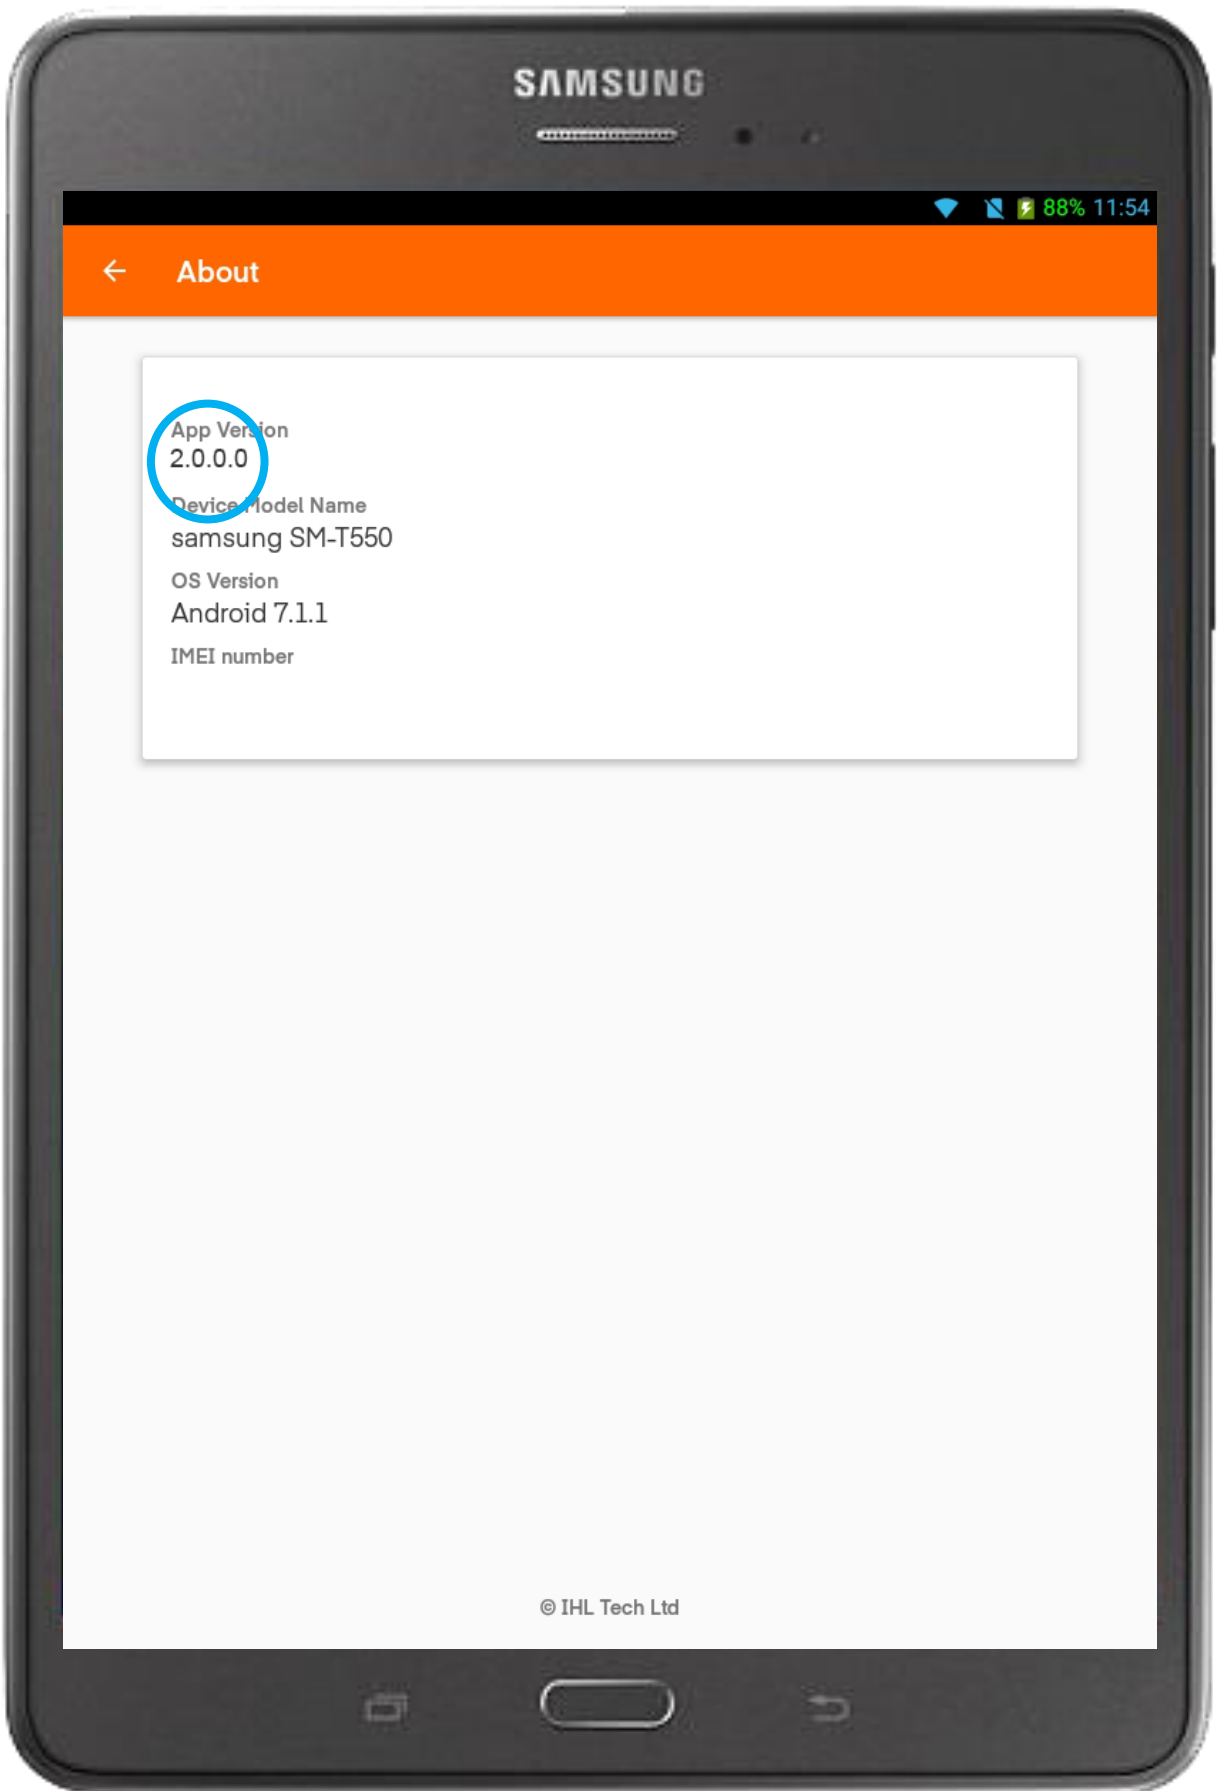 SAMSUNG
88% 11:54
About
App Version
2.0.0.0
Device Model Name
samsung SM-T550
OS Version
Android 7.1.1
IMEI number
© IHL Tech Ltd